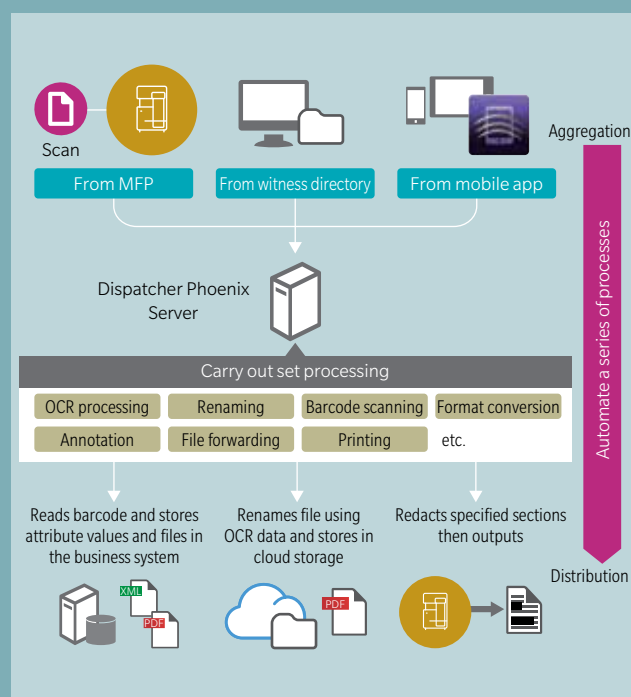 Scan
Aggregation
From MFP
From witness directory
From mobile app
Dispatcher Phoenix
Server
Automate a series of processes
Carry out set processing
OCR processing
Renaming
Barcode scanning
Format conversion
Annotation
File forwarding
Printing
etc.
Reads barcode and stores
attribute values and files in
the business system
Renames file using
OCR data and stores in
cloud storage
Redacts specified sections
then outputs
Distribution
XML
PDF
PDF